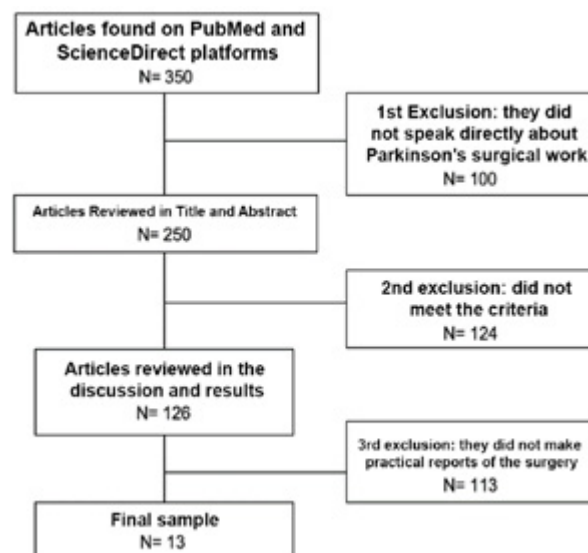 Articles found on PubMed and
ScienceDirect platforms
N= 350
1st Exclusion: they did
not speak directly about
Parkinson's surgical work
N= 100
Articles Reviewed in Title and Abstract
N= 250
2nd exclusion: did not
meet the criteria
N= 124
Articles reviewed in the
discussion and results
N= 126
3rd exclusion: they did not make
practical reports of the surgery
N= 113
Final sample
N= 13